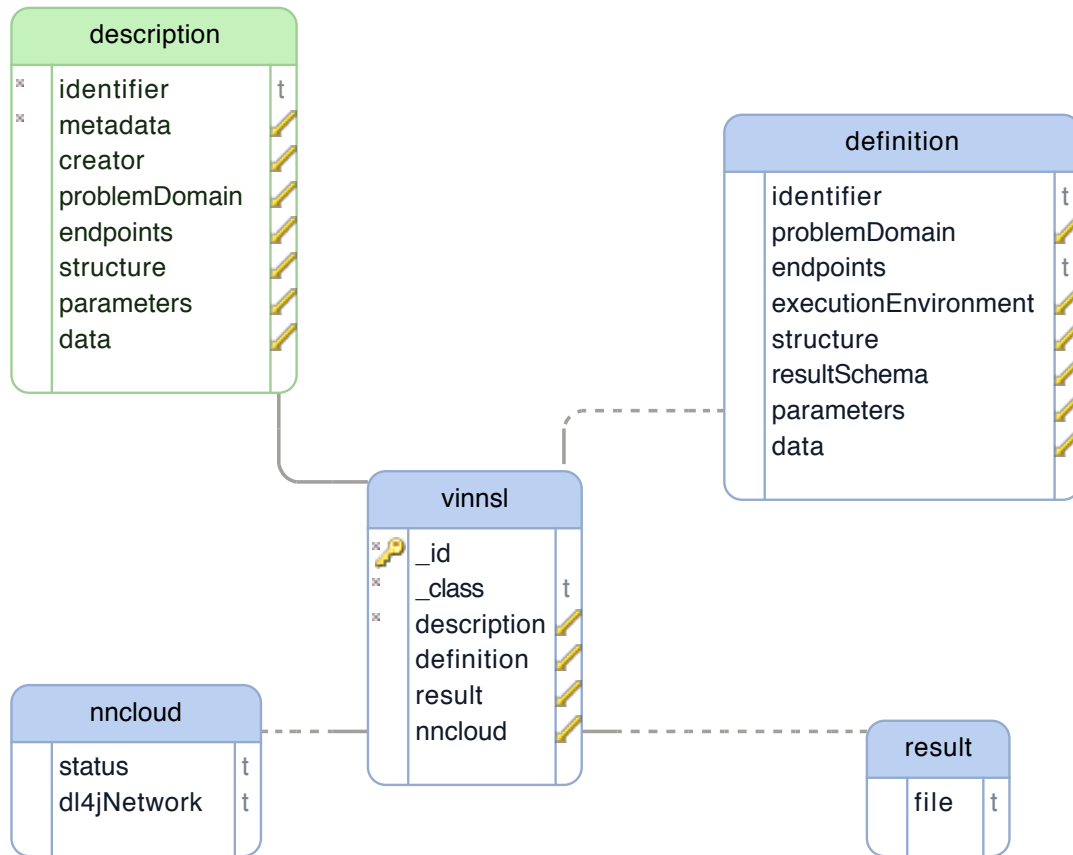 description
identifier t
metadata
creator
problemDomain
endpoints
structure
parameters
data
definition
identifier t
problemDomain
endpoints t
executionEnvironment
structure
resultSchema
parameters
data
vinnsl
_id
_class t
description
definition
result
nncloud
nncloud
status t
dl4jNetwork t
result
file t